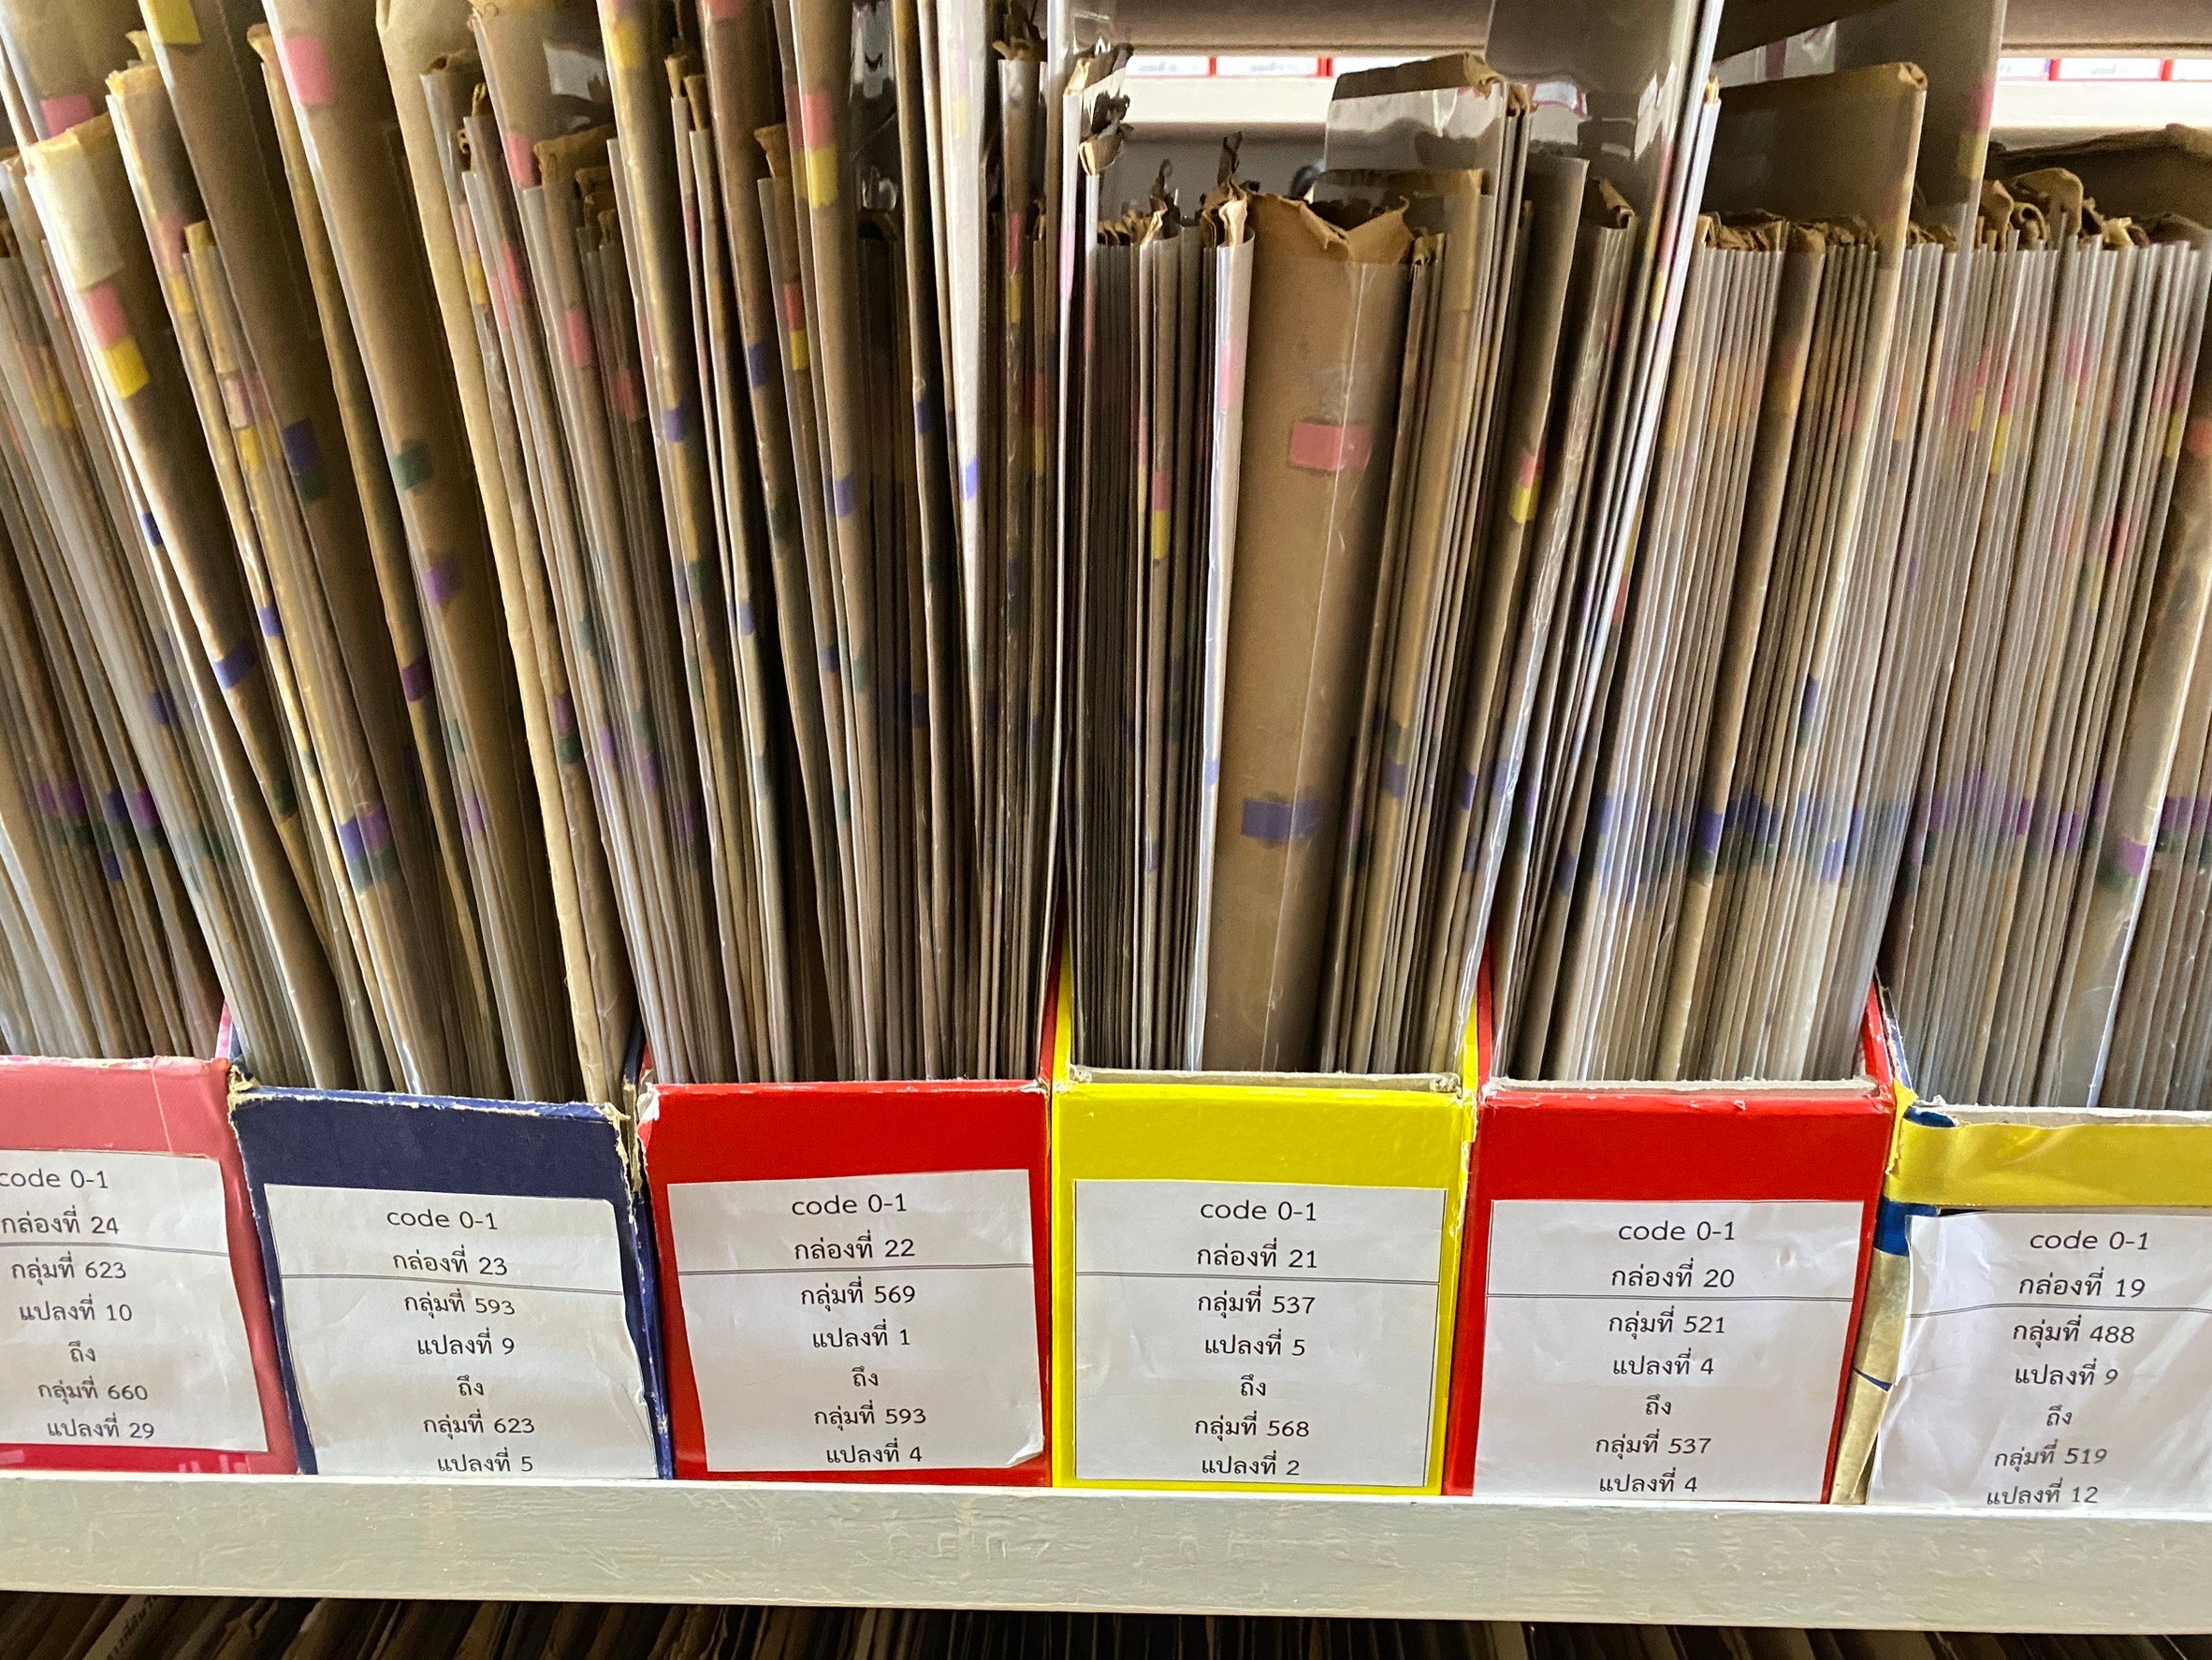 code 0-1
กล่องที่ 24
กลุ่มที่ 623
แปลงที่ 10
ถึง
กลุ่มที่ 660
แปลงที่ 29
code 0-1
กล่องที่ 23
กลุ่มที่ 593
แปลงที่ 9
ถึง
กลุ่มที่ 623
แปลงที่ 5
code 0-1
กล่องที่ 22
กลุ่มที่ 569
แปลงที่ 1
ถึง
กลุ่มที่ 593
แปลงที่ 4
code 0-1
กล่องที่ 21
กลุ่มที่ 537
แปลงที่ 5
ถึง
กลุ่มที่ 568
แปลงที่ 2
code 0-1
กล่องที่ 20
กลุ่มที่ 521
แปลงที่ 4
ถึง
กลุ่มที่ 537
แปลงที่ 4
code 0-1
กล่องที่ 19
กลุ่มที่ 488
แปลงที่ 9
ถึง
กลุ่มที่ 519
แปลงที่ 12